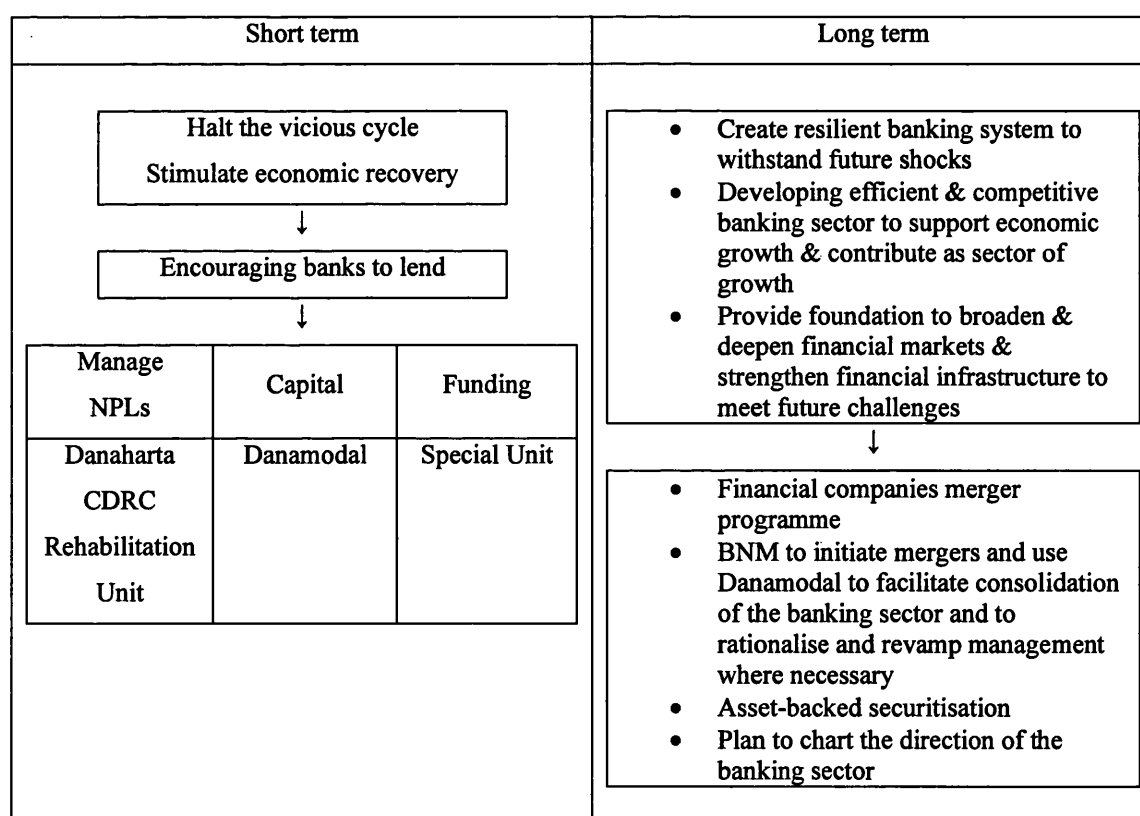 Short term
Long term
Halt the vicious cycle
Stimulate economic recovery
↓
Encouraging banks to lend
↓
Manage
NPLs
Capital
Funding
Danaharta
CDRC
Rehabilitation
Unit
Danamodal
Special Unit
• Create resilient banking system to
withstand future shocks
• Developing efficient & competitive
banking sector to support economic
growth & contribute as sector of
growth
• Provide foundation to broaden &
deepen financial markets &
strengthen financial infrastructure to
meet future challenges
↓
• Financial companies merger
programme
• BNM to initiate mergers and use
Danamodal to facilitate consolidation
of the banking sector and to
rationalise and revamp management
where necessary
• Asset-backed securitisation
• Plan to chart the direction of the
banking sector